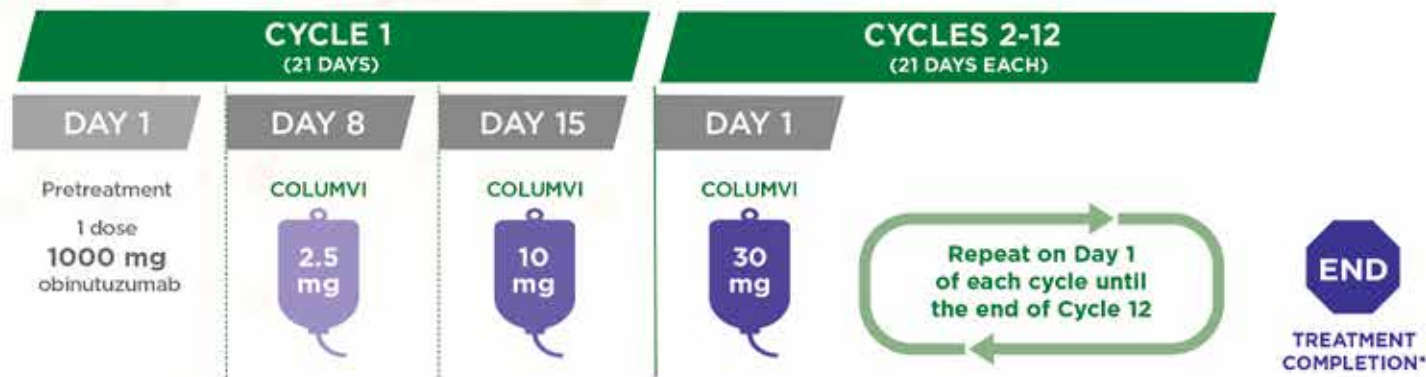 CYCLE 1
(21 DAYS)
CYCLES 2-12
(21 DAYS EACH)
DAY 1
DAY 8
DAY 15
DAY 1
Pretreatment
1 dose
1000 mg
obinutuzumab
COLUMVI
2.5
mg
COLUMVI
10
mg
COLUMVI
30
mg
Repeat on Day 1
of each cycle until
the end of Cycle 12
END
TREATMENT
COMPLETION*